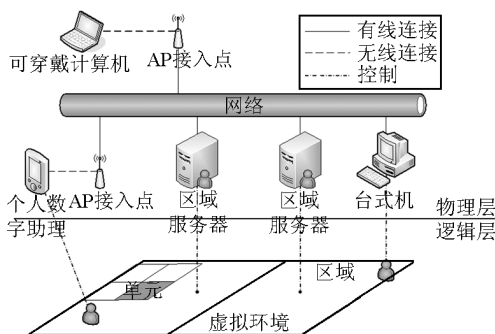 有线连接
无线连接
控制
可穿戴计算机
AP接入点
网络
个人数
字助理
AP接入点
区域
服务器
区域
服务器
台式机
物理层
逻辑层
单元
区域
虚拟环境